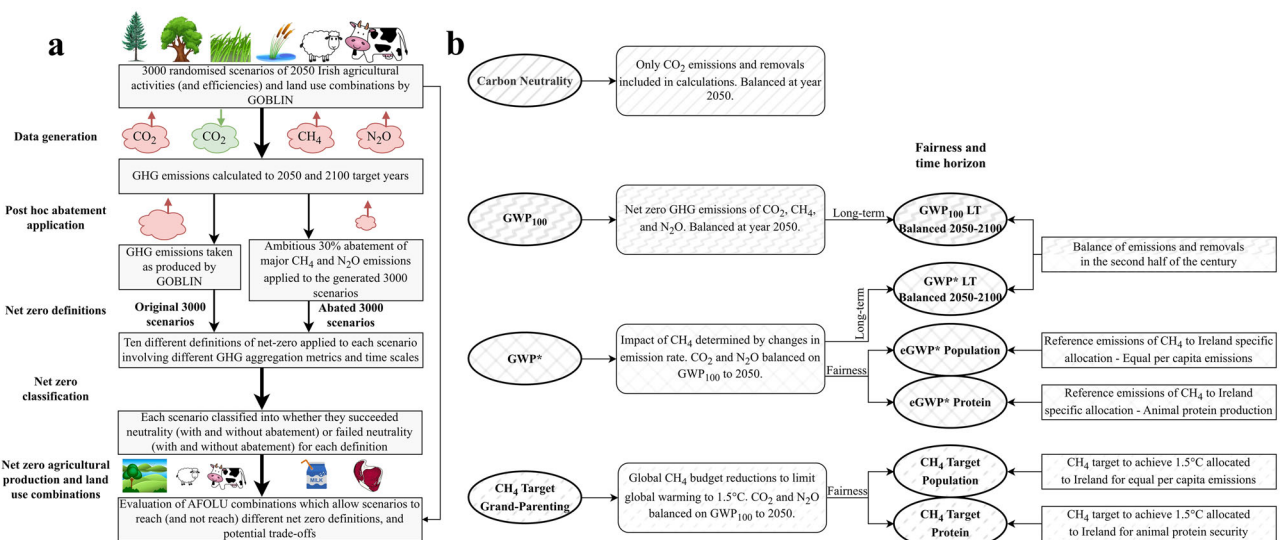 a
3000 randomised scenarios of 2050 Irish agricultural
activities (and efficiencies) and land use combinations by
GOBLIN
Data generation
CO2
CO2
CH4
N2O
GHG emissions calculated to 2050 and 2100 target years
Post hoc abatement
application
GHG emissions taken
as produced by
GOBLIN
Ambitious 30% abatement of
major CH4 and N2O emissions
applied to the generated 3000
scenarios
Net zero definitions
Original 3000
scenarios
Abated 3000
scenarios
Ten different definitions of net-zero applied to each scenario
involving different GHG aggregation metrics and time scales
Net zero
classification
Each scenario classified into whether they succeeded
neutrality (with and without abatement) or failed neutrality
(with and without abatement) for each definition
Net zero agricultural
production and land
use combinations
MILK
Evaluation of AFOLU combinations which allow scenarios to
reach (and not reach) different net zero definitions, and
potential trade-offs
b
Carbon Neutrality
Only CO2 emissions and removals
included in calculations. Balanced at year
2050.
Fairness and
time horizon
GWP100
Net zero GHG emissions of CO2, CH4,
and N2O. Balanced at year 2050.
Long-term
GWP100 LT
Balanced 2050-2100
Balance of emissions and removals
in the second half of the century
GWP* LT
Balanced 2050-2100
Long-term
GWP*
Impact of CH4 determined by changes in
emission rate. CO2 and N2O balanced on
GWP100 to 2050.
Fairness
eGWP* Population
Reference emissions of CH4 to Ireland specific
allocation - Equal per capita emissions
eGWP* Protein
Reference emissions of CH4 to Ireland
specific allocation - Animal protein production
CH4 Target
Grand-Parenting
Global CH4 budget reductions to limit
global warming to 1.5°C. CO2 and N2O
balanced on GWP100 to 2050.
Fairness
CH4 Target
Population
CH4 target to achieve 1.5°C allocated
to Ireland for equal per capita emissions
CH4 Target
Protein
CH4 target to achieve 1.5°C allocated
to Ireland for animal protein security